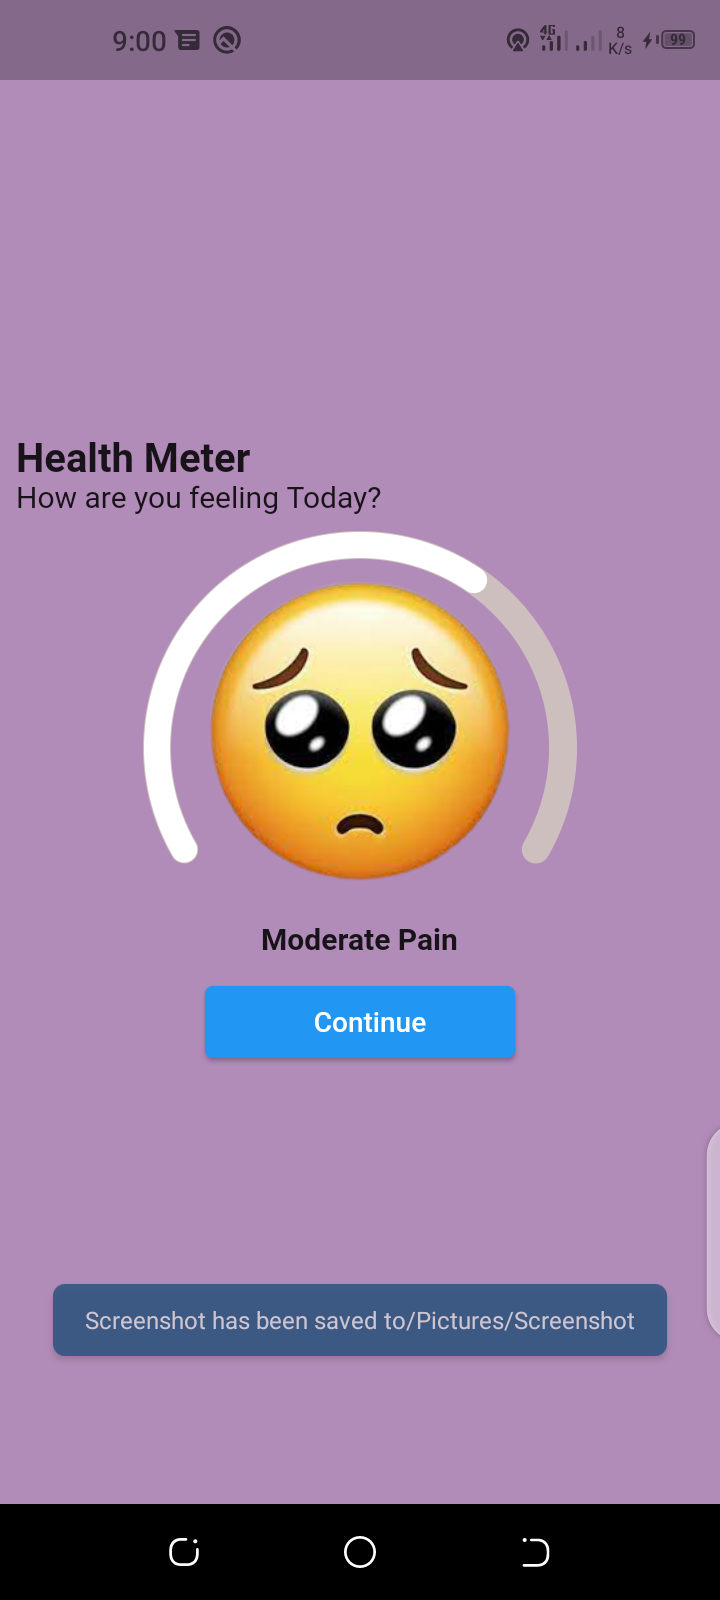 9:00
4G
8
K/s
99
Health Meter
How are you feeling Today?
Moderate Pain
Continue
Screenshot has been saved to/Pictures/Screenshot